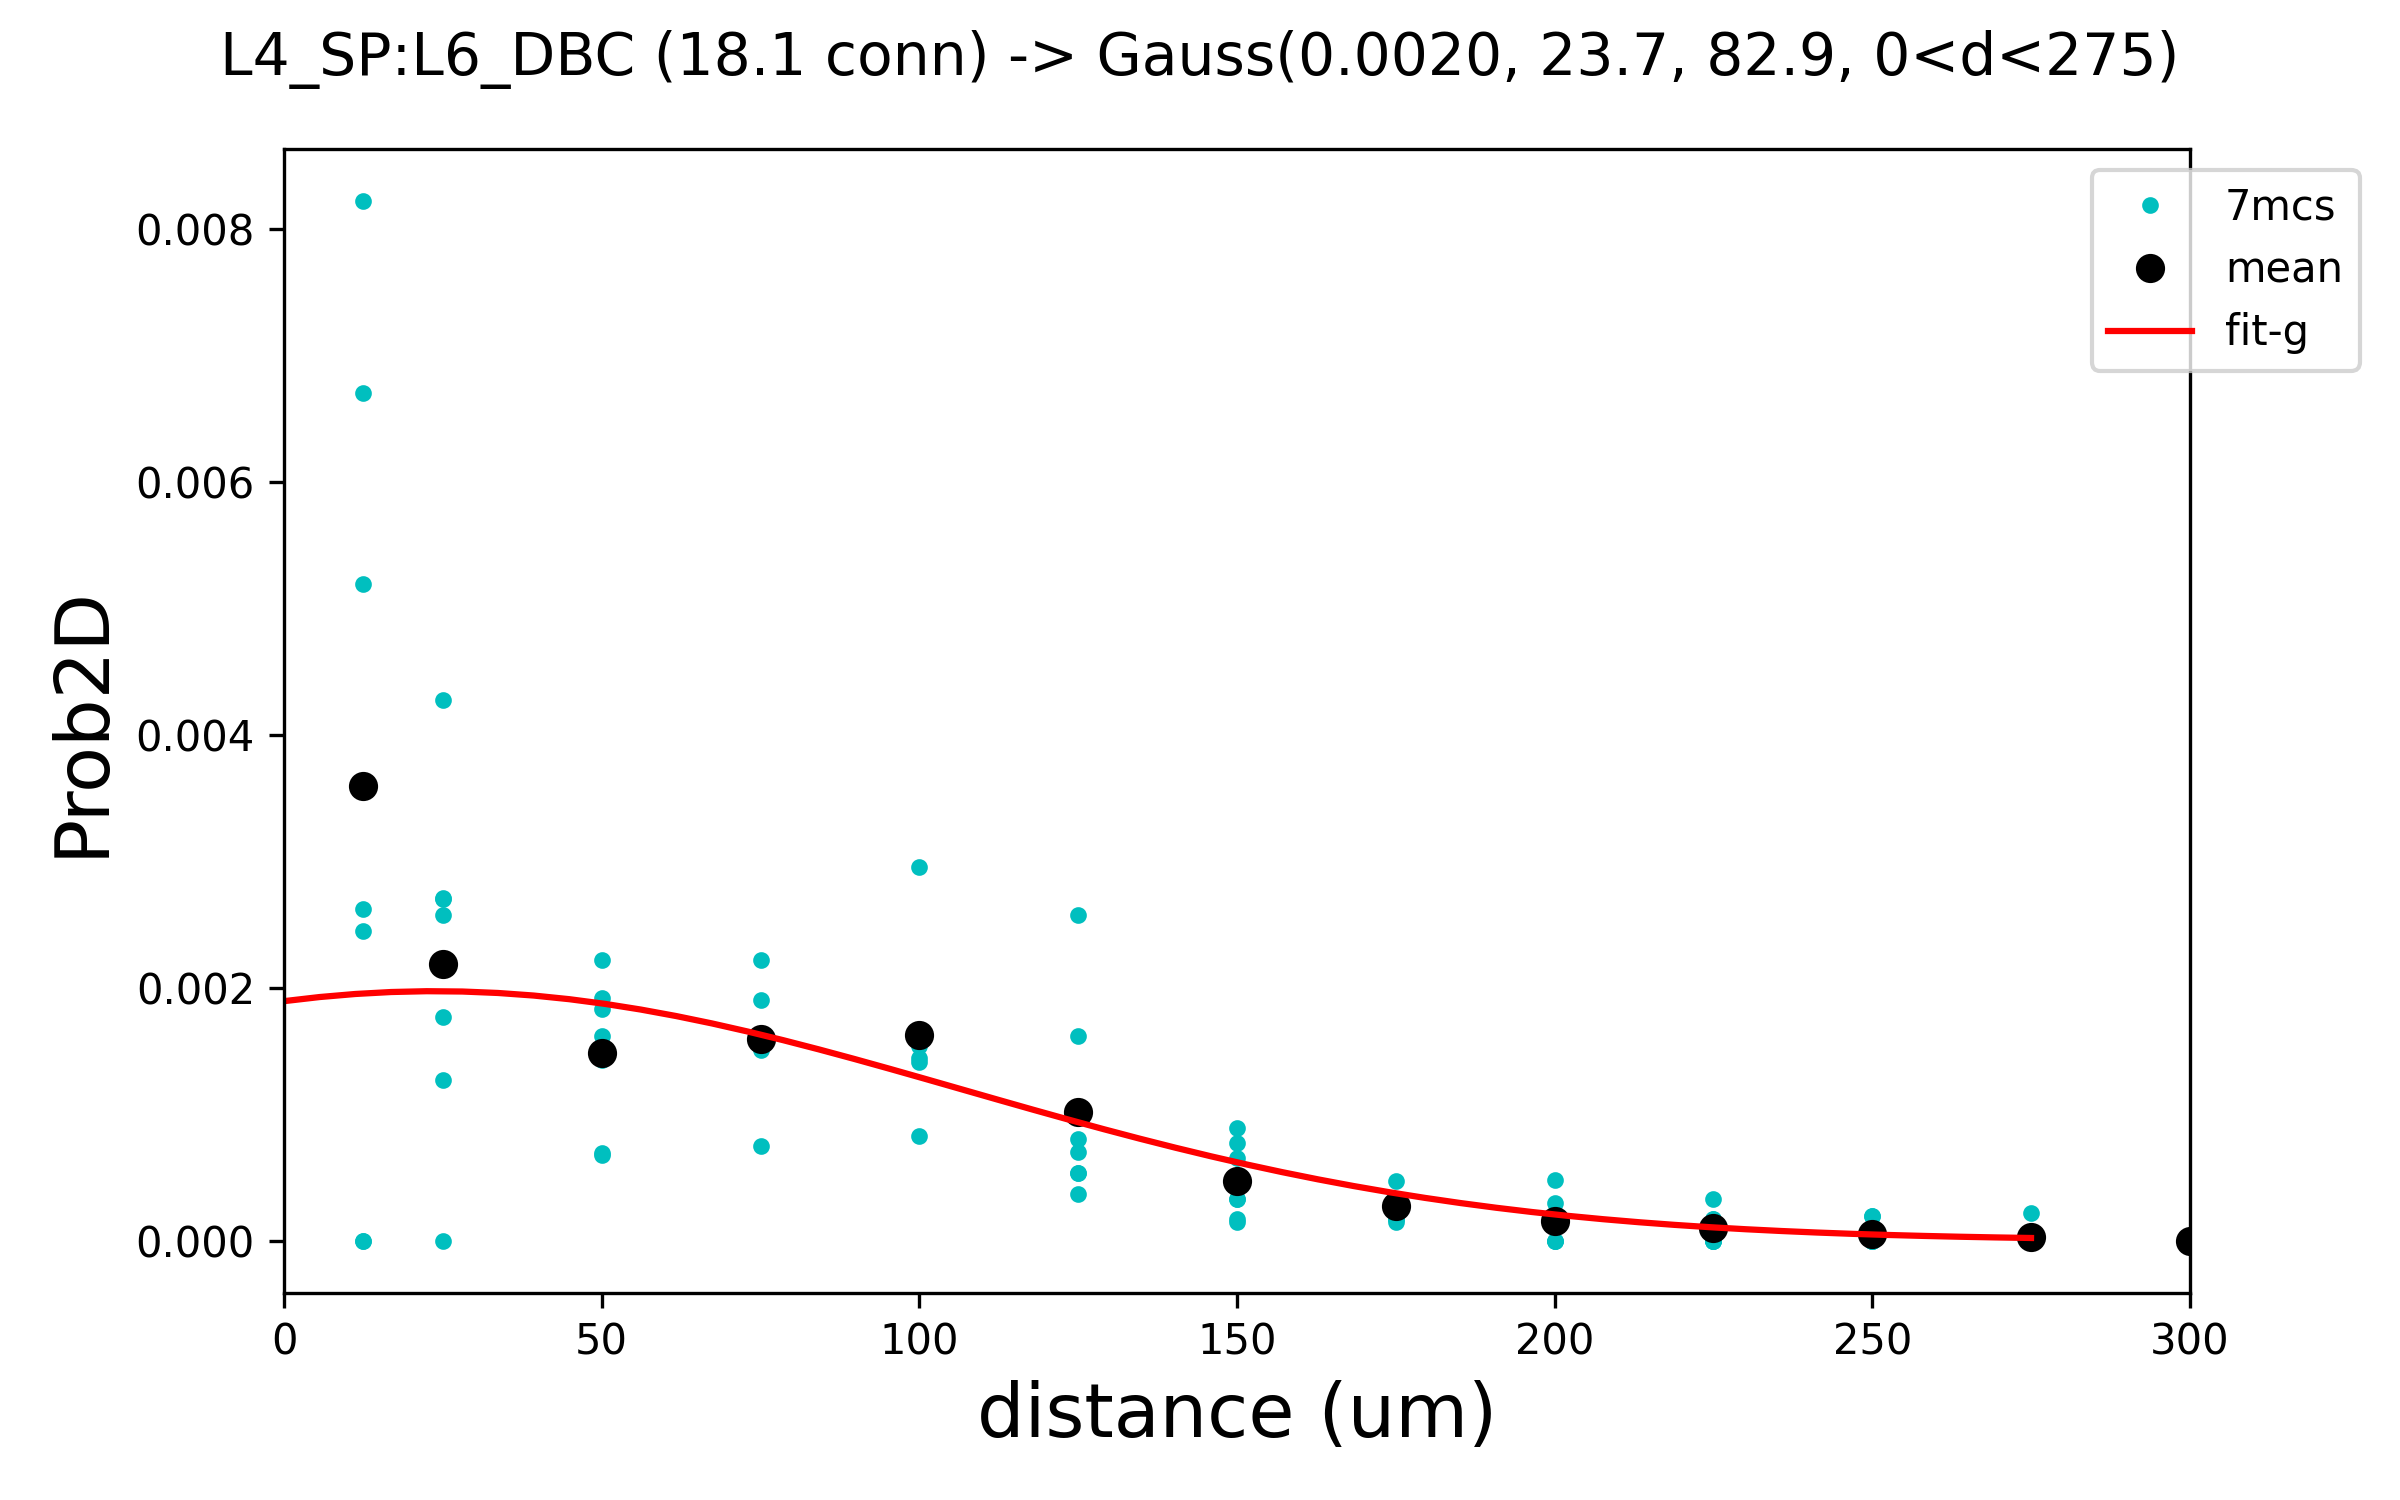 L4_SP:L6_DBC (18.1 conn) -> Gauss(0.0020, 23.7, 82.9, 0<d<275)
7mcs
mean
fit-g
Prob2D
0.008
0.006
0.004
0.002
0.000
0 50 100 150 200 250 300
distance (um)